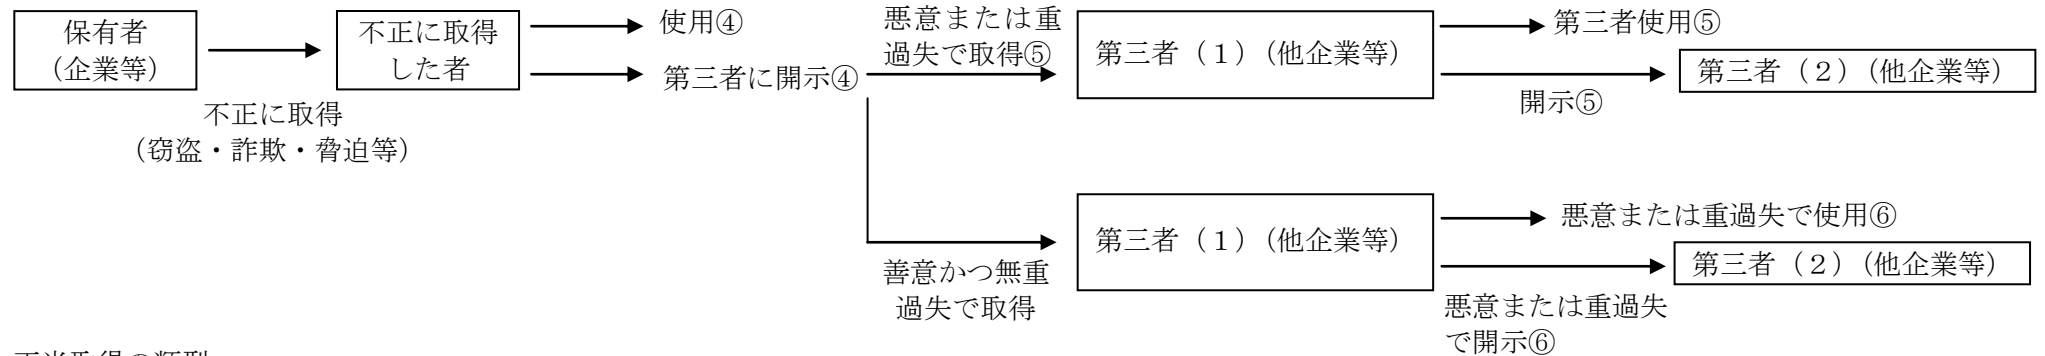 保有者
（企業等）
不正に取得
（窃盗・詐欺・脅迫等）
不正に取得
した者
使用④
第三者に開示④
悪意または重
過失で取得⑤
第三者（１）（他企業等）
第三者使用⑤
第三者（２）（他企業等）
開示⑤
善意かつ無重
過失で取得
第三者（１）（他企業等）
悪意または重過失で使用⑥
第三者（２）（他企業等）
悪意または重過失
で開示⑥